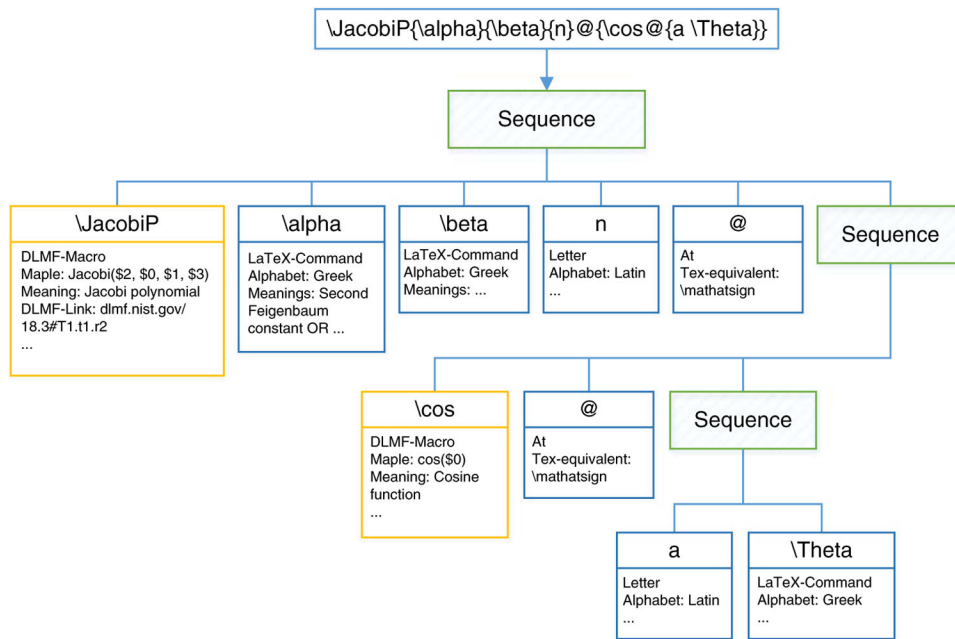 \JacobiP{\alpha}{\beta}{n}@{\cos@{a \Theta}}
Sequence
\JacobiP
DLMF-Macro
Maple: Jacobi($2, $0, $1, $3)
Meaning: Jacobi polynomial
DLMF-Link: dlmf.nist.gov/
18.3#T1.t1.r2
...
\alpha
LaTeX-Command
Alphabet: Greek
Meanings: Second
Feigenbaum
constant OR ...
\beta
LaTeX-Command
Alphabet: Greek
Meanings: ...
n
Letter
Alphabet: Latin
...
@
At
Tex-equivalent:
\mathatsign
Sequence
\cos
DLMF-Macro
Maple: cos($0)
Meaning: Cosine
function
...
@
At
Tex-equivalent:
\mathatsign
Sequence
a
Letter
Alphabet: Latin
...
\Theta
LaTeX-Command
Alphabet: Greek
...